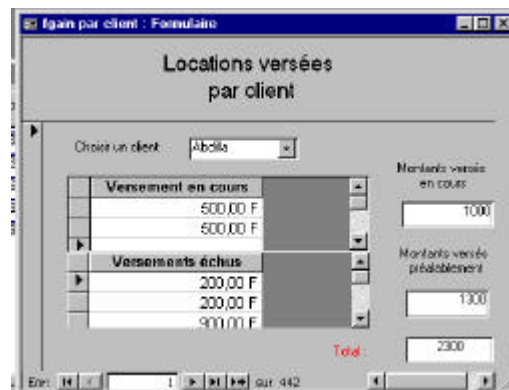 fgain par client : Formulaire
Locations versées
par client
Choisir un client
Abdilla
Versement en cours
500,00 F
500,00 F
Versements échus
200,00 F
200,00 F
900,00 F
Montants versés
en cours
1000
Montants versés
préalablement
1300
Total :
2300
Enr: 1 sur 442